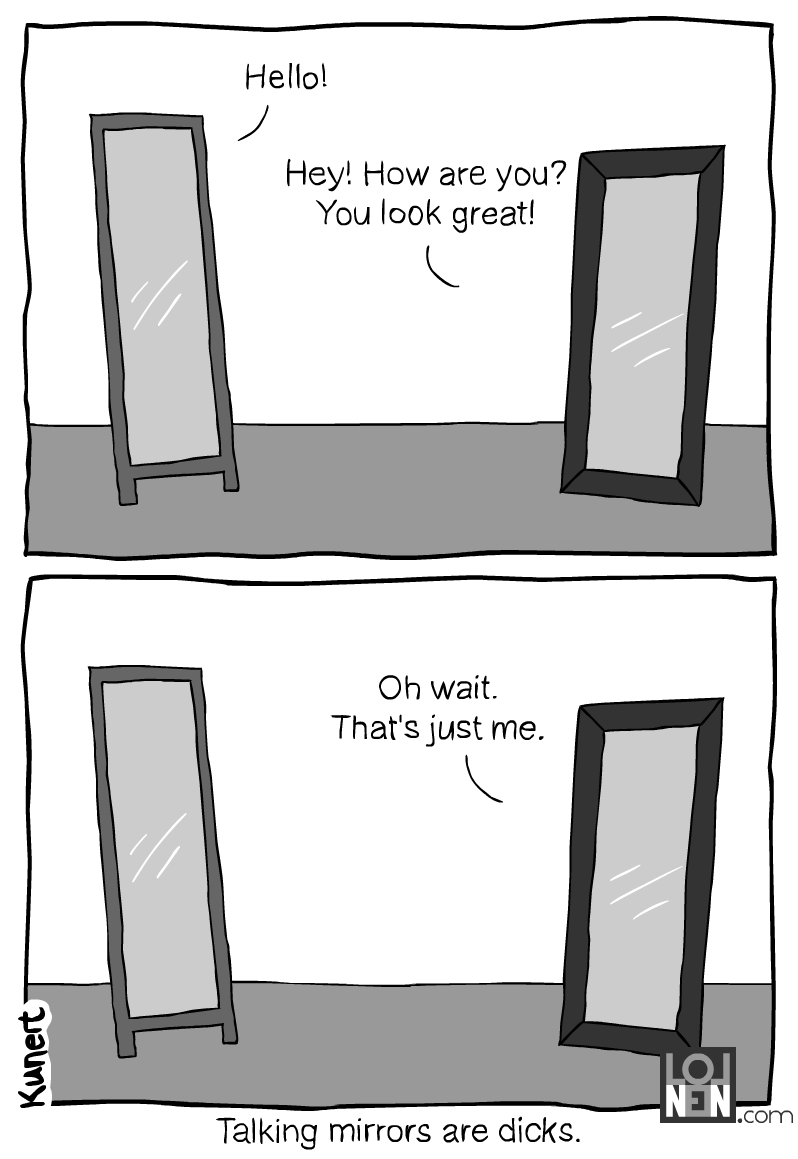 Hello!
Hey! How are you?
You look great!
Oh wait.
That's just me.
Kunert
LOL
NEIN.com
Talking mirrors are dicks.